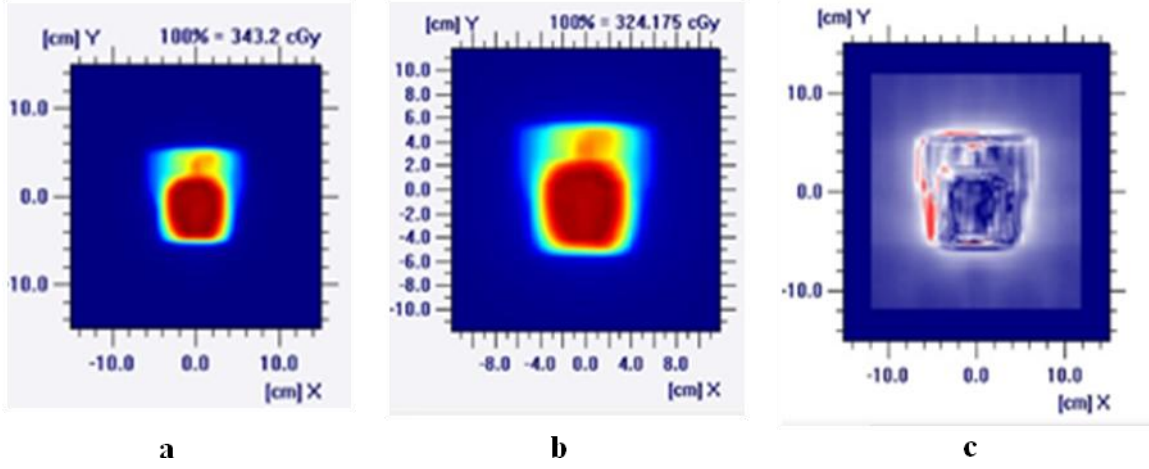 [cm] Y 100% = 343.2 cGy
10.0
0.0
-10.0
-10.0 0.0 10.0
[cm] X
a
[cm] Y 100% = 324.175 cGy
10.0
8.0
6.0
4.0
2.0
0.0
-2.0
-4.0
-6.0
-8.0
-10.0
-8.0 -4.0 0.0 4.0 8.0
[cm] X
b
[cm] Y
10.0
0.0
-10.0
-10.0 0.0 10.0
[cm] X
c